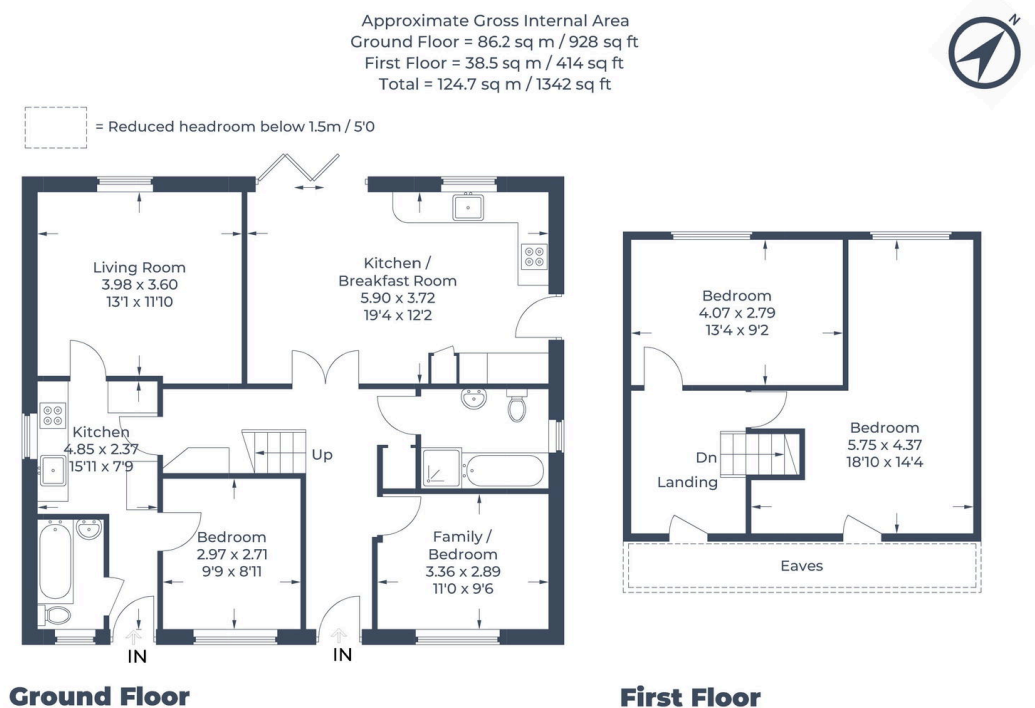 Approximate Gross Internal Area
Ground Floor = 86.2 sq m / 928 sq ft
First Floor = 38.5 sq m / 414 sq ft
Total = 124.7 sq m / 1342 sq ft
N
= Reduced headroom below 1.5m / 5'0
Living Room
3.98 x 3.60
13'1 x 11'10
Kitchen /
Breakfast Room
5.90 x 3.72
19'4 x 12'2
Kitchen
4.85 x 2.37
15'11 x 7'9
Up
Bedroom
2.97 x 2.71
9'9 x 8'11
Family /
Bedroom
3.36 x 2.89
11'0 x 9'6
IN
IN
Ground Floor
Bedroom
4.07 x 2.79
13'4 x 9'2
Bedroom
5.75 x 4.37
18'10 x 14'4
Dn
Landing
Eaves
First Floor